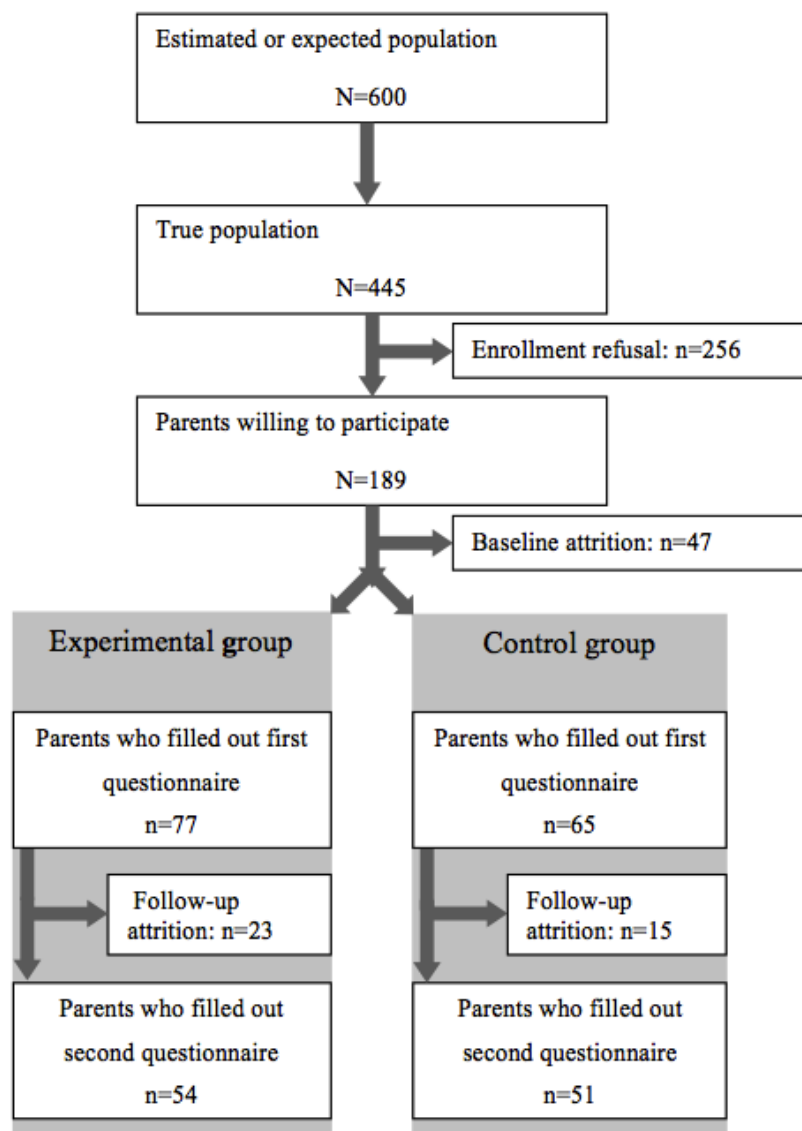 Estimated or expected population
N=600
True population
N=445
Enrollment refusal: n=256
Parents willing to participate
N=189
Baseline attrition: n=47
Experimental group
Parents who filled out first
questionnaire
n=77
Follow-up
attrition: n=23
Parents who filled out
second questionnaire
n=54
Control group
Parents who filled out first
questionnaire
n=65
Follow-up
attrition: n=15
Parents who filled out
second questionnaire
n=51